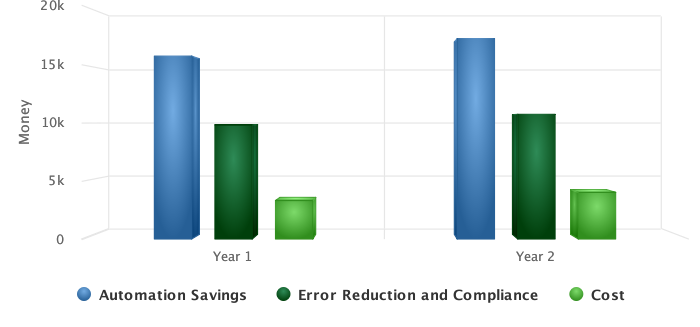 20k
15k
10k
5k
0
Money
Year 1
Year 2
Automation Savings
Error Reduction and Compliance
Cost